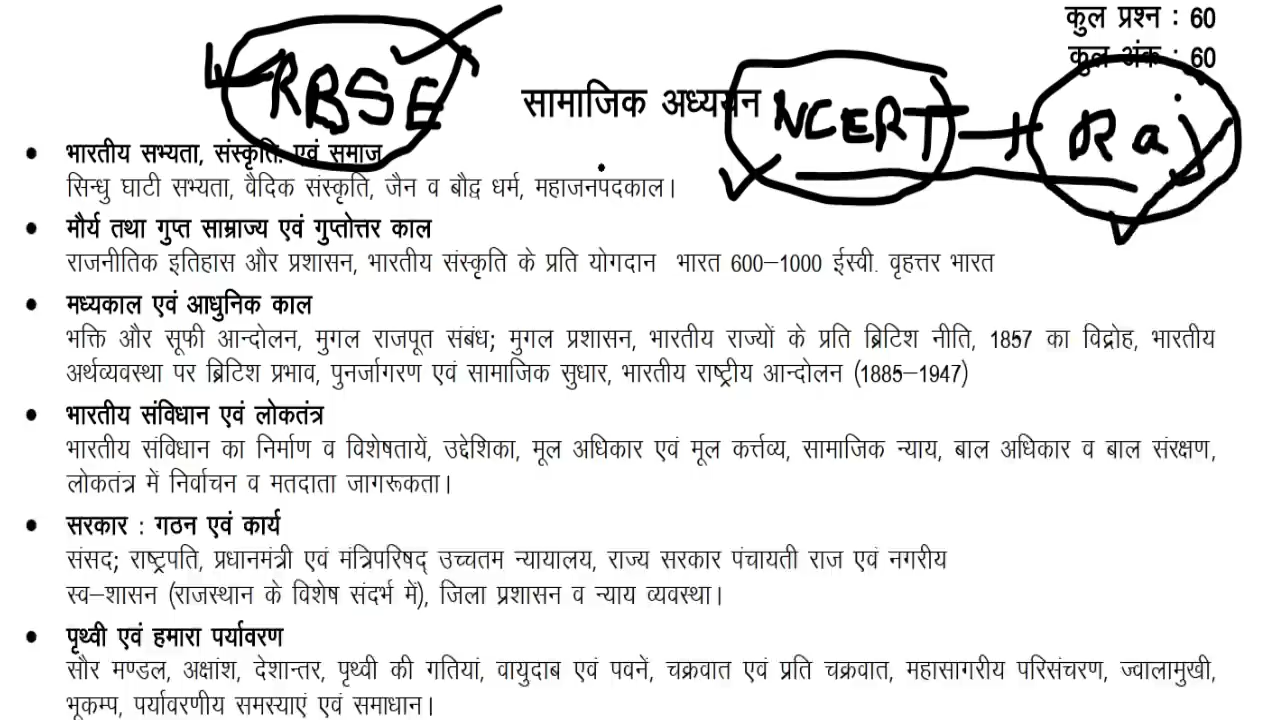 कुल प्रश्न : 60
कुल अंक : 60
RBSE
सामाजिक अध्ययन
NCERT + Raj
• भारतीय सभ्यता, संस्कृति. एवं समाज
सिन्धु घाटी सभ्यता, वैदिक संस्कृति, जैन व बौद्व धर्म, महाजनपदकाल।
• मौर्य तथा गुप्त साम्राज्य एवं गुप्तोत्तर काल
राजनीतिक इतिहास और प्रशासन, भारतीय संस्कृति के प्रति योगदान भारत 600–1000 ईस्वी. वृहत्तर भारत
• मध्यकाल एवं आधुनिक काल
भक्ति और सूफी आन्दोलन, मुगल राजपूत संबंध; मुगल प्रशासन, भारतीय राज्यों के प्रति ब्रिटिश नीति, 1857 का विद्रोह, भारतीय
अर्थव्यवस्था पर ब्रिटिश प्रभाव, पुनर्जागरण एवं सामाजिक सुधार, भारतीय राष्ट्रीय आन्दोलन (1885–1947)
• भारतीय संविधान एवं लोकतंत्र
भारतीय संविधान का निर्माण व विशेषतायें, उद्देशिका, मूल अधिकार एवं मूल कर्त्तव्य, सामाजिक न्याय, बाल अधिकार व बाल संरक्षण,
लोकतंत्र में निर्वाचन व मतदाता जागरूकता।
• सरकार : गठन एवं कार्य
संसद; राष्ट्रपति, प्रधानमंत्री एवं मंत्रिपरिषद् उच्चतम न्यायालय, राज्य सरकार पंचायती राज एवं नगरीय
स्व–शासन (राजस्थान के विशेष संदर्भ में), जिला प्रशासन व न्याय व्यवस्था।
• पृथ्वी एवं हमारा पर्यावरण
सौर मण्डल, अक्षांश, देशान्तर, पृथ्वी की गतियां, वायुदाब एवं पवनें, चक्रवात एवं प्रति चक्रवात, महासागरीय परिसंचरण, ज्वालामुखी,
भूकम्प, पर्यावरणीय समस्याएं एवं समाधान।